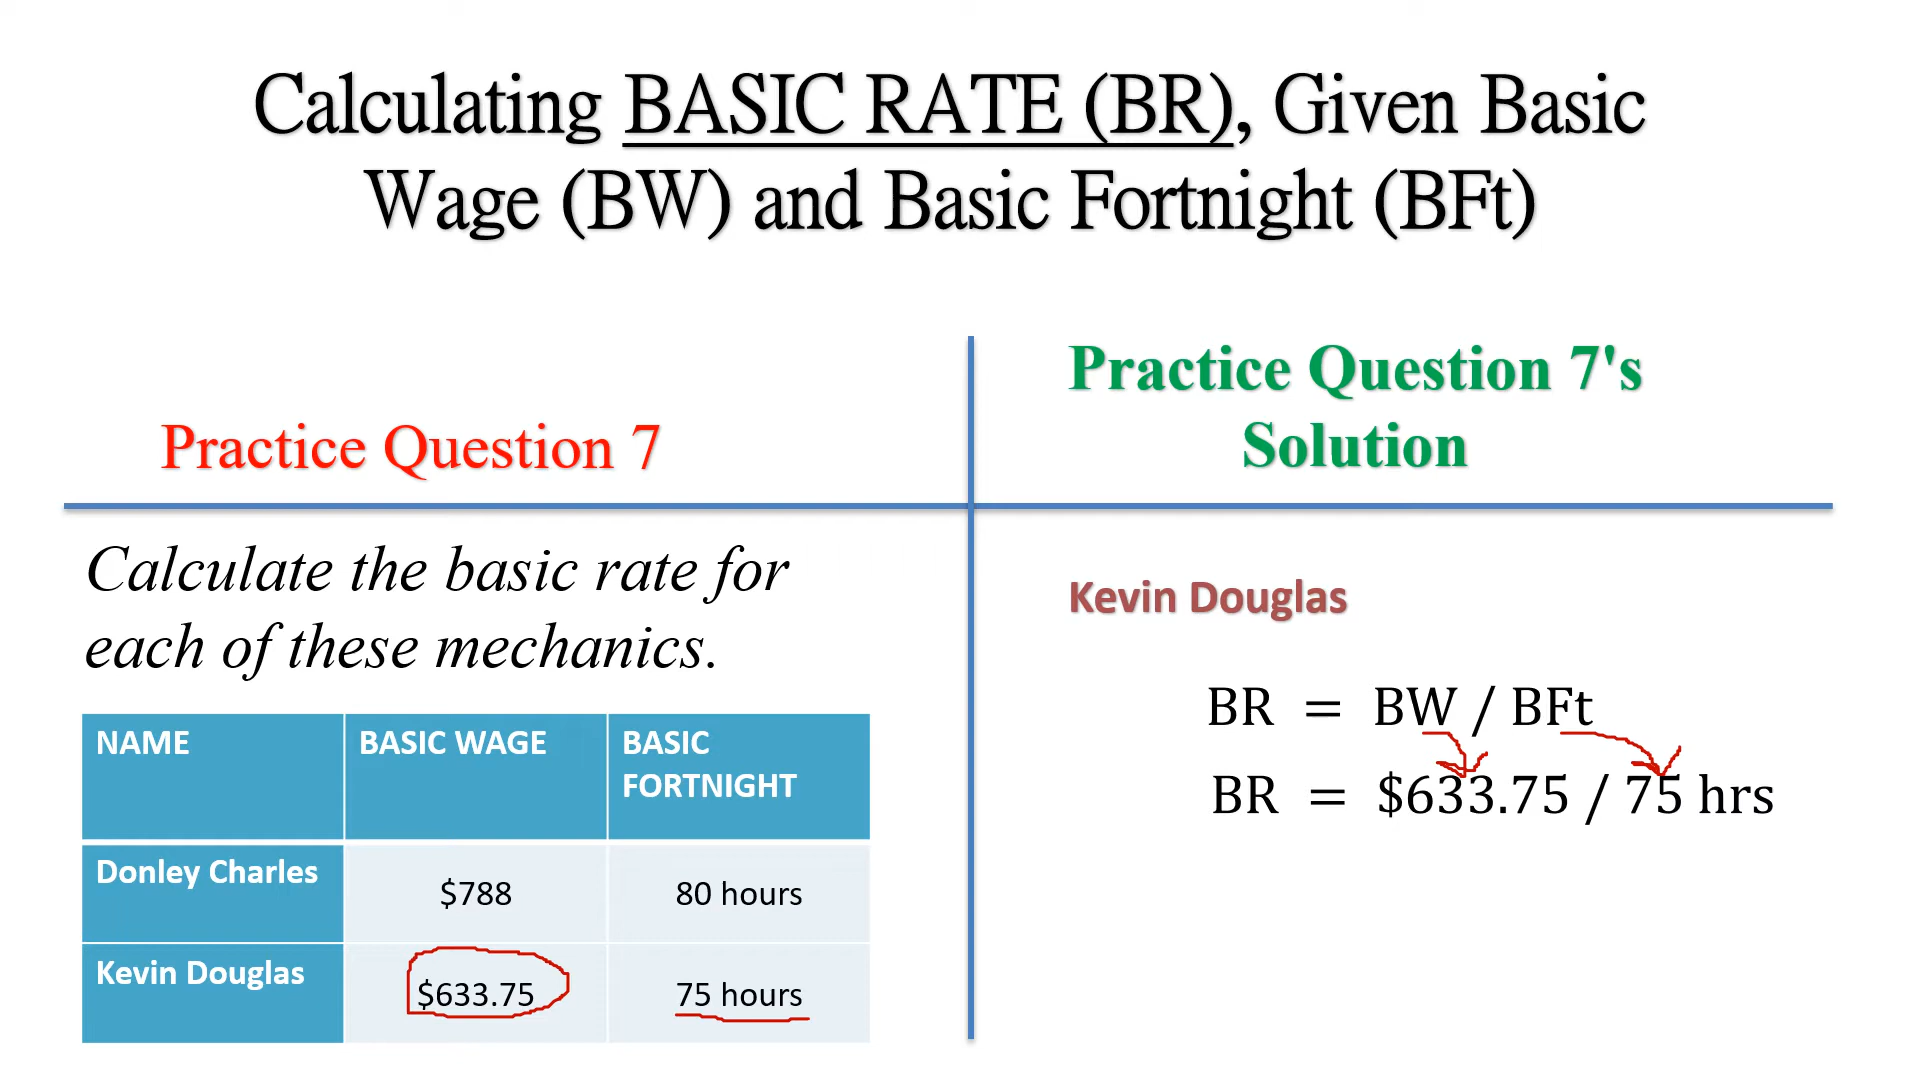 Calculating BASIC RATE (BR), Given Basic
Wage (BW) and Basic Fortnight (BFt)
Practice Question 7
Calculate the basic rate for
each of these mechanics.
NAME BASIC WAGE BASIC
FORTNIGHT
Donley Charles $788 80 hours
Kevin Douglas $633.75 75 hours
Practice Question 7's
Solution
Kevin Douglas
BR = BW / BFt
BR = $633.75 / 75 hrs